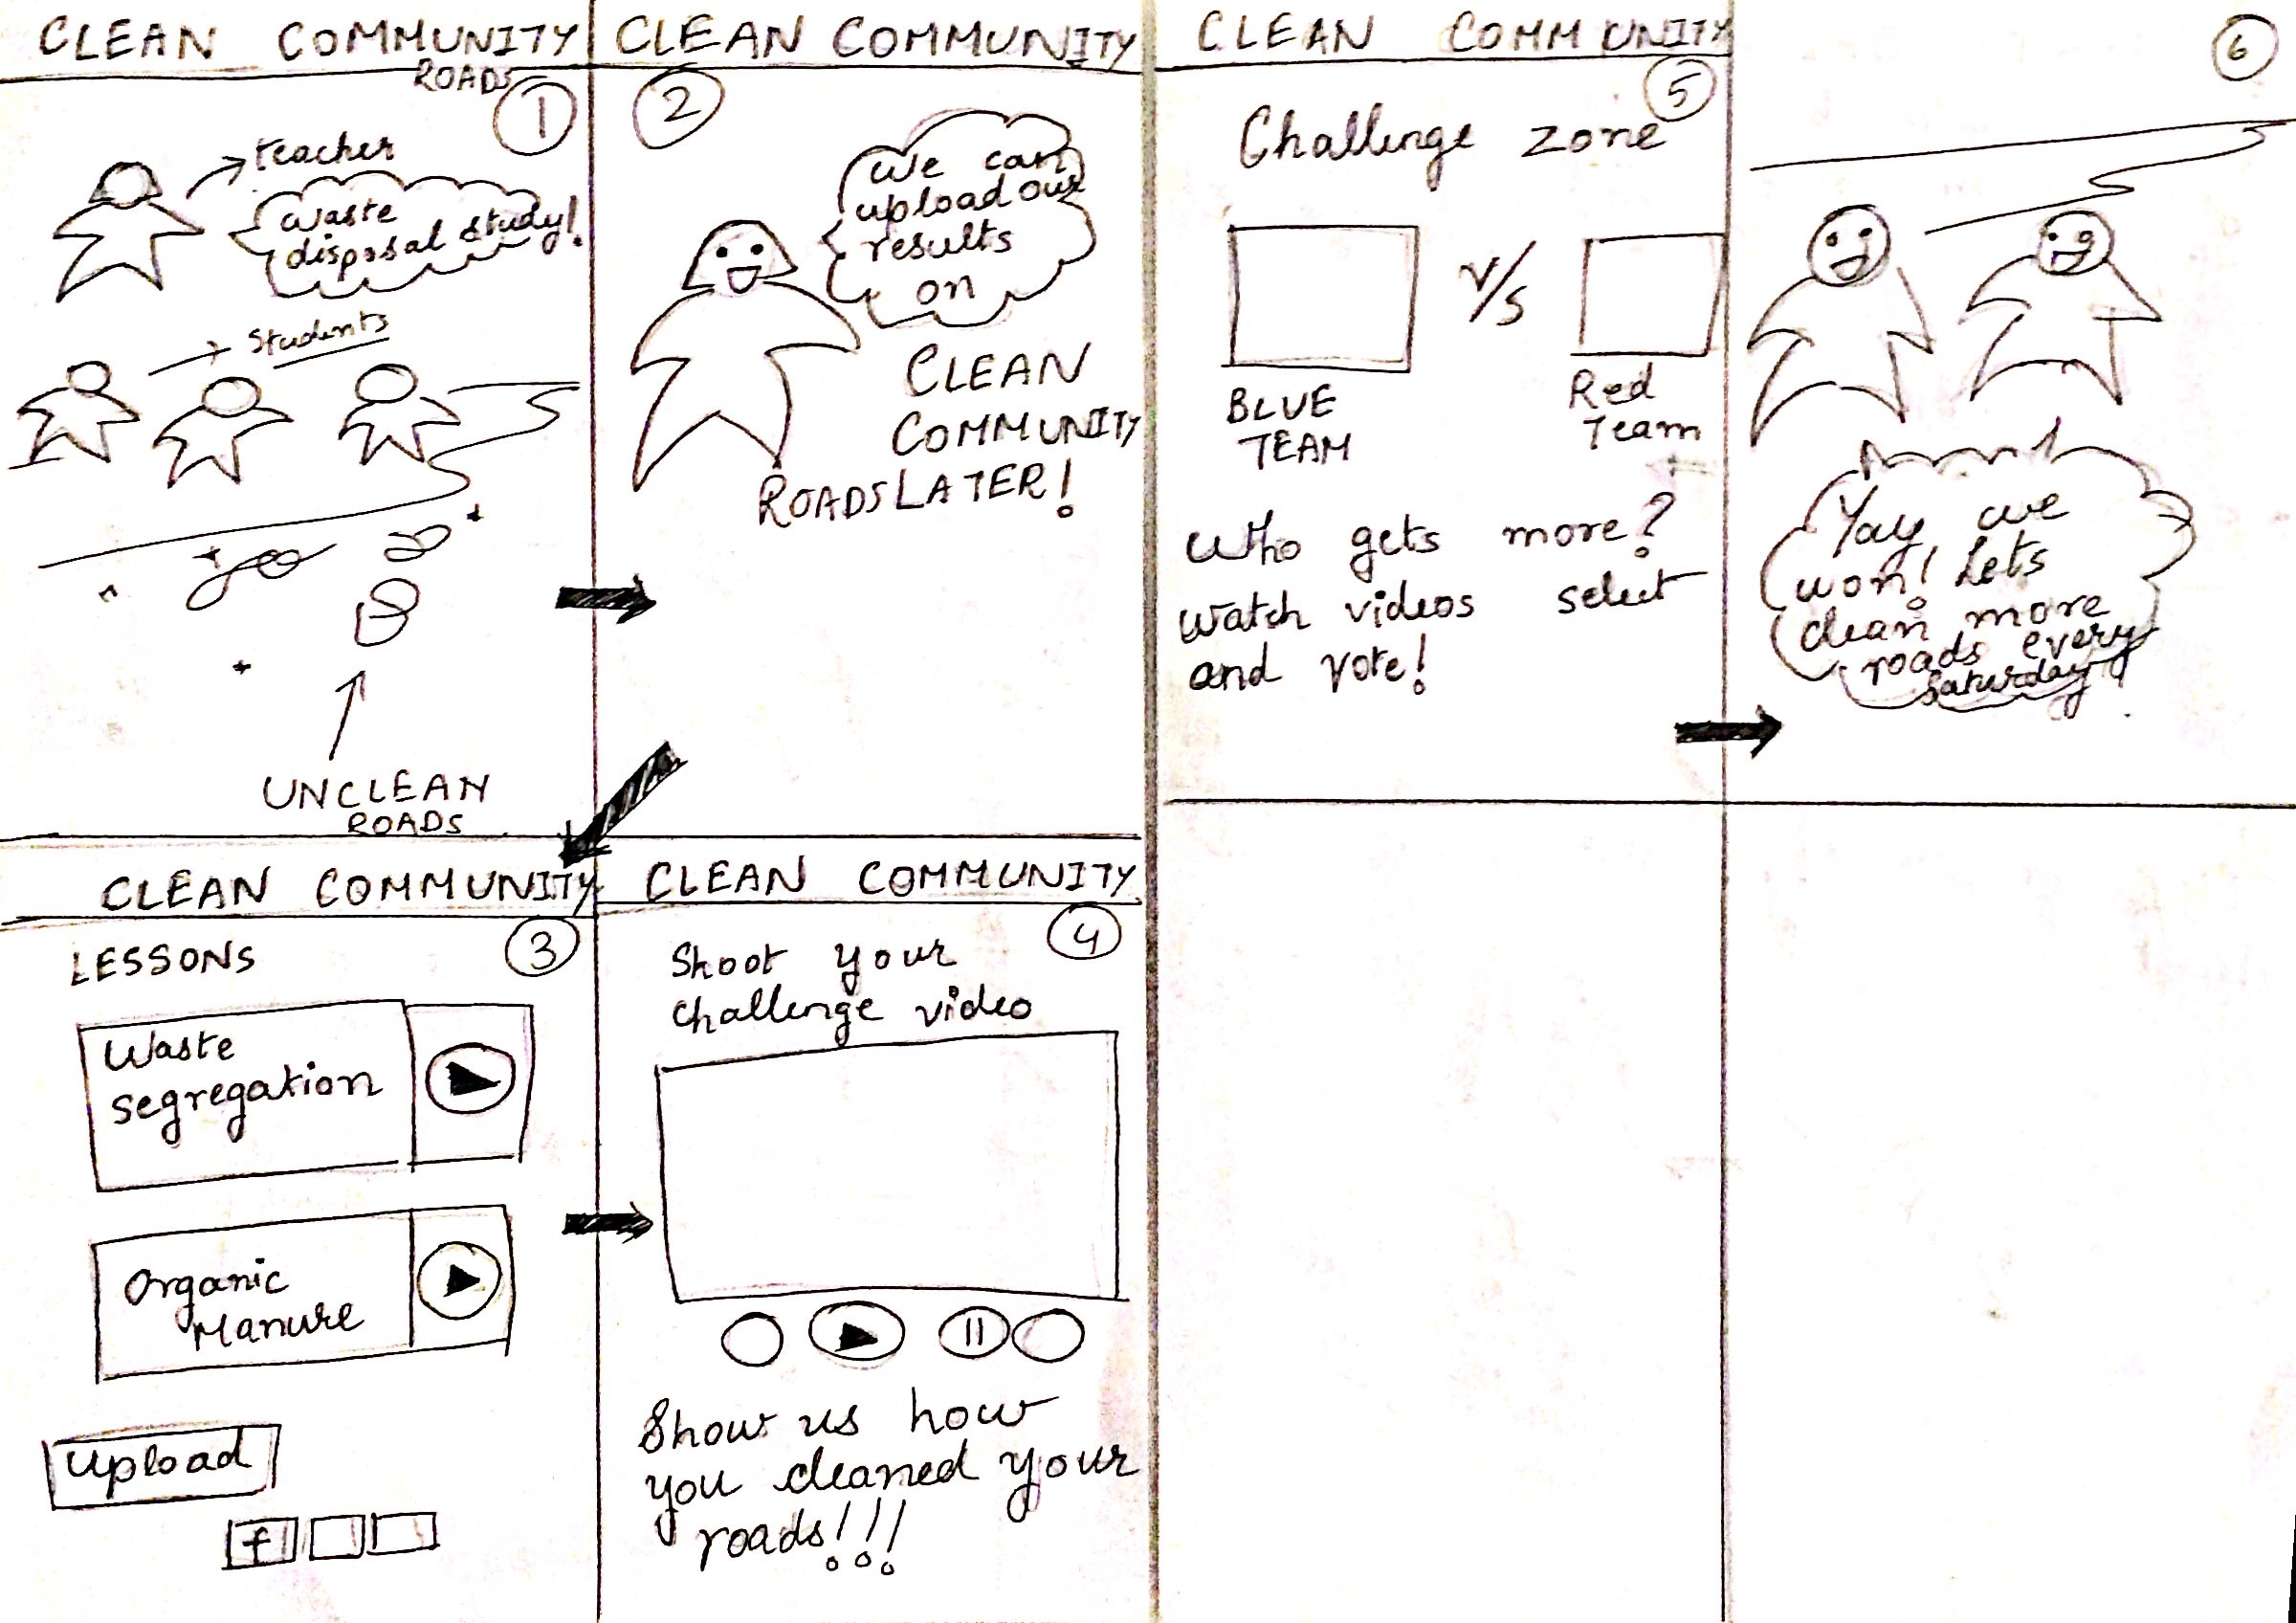 CLEAN COMMUNITY
ROADS
1
teacher
Waste
disposal study!
Students
UNCLEAN
ROADS
CLEAN COMMUNITY
2
We can
upload our
results
on
CLEAN
COMMUNITY
ROADS LATER!
CLEAN COMMUNITY
3
LESSONS
Waste
segregation
Organic
Manure
Upload
f
CLEAN COMMUNITY
4
Shoot your
challenge video
Show us how
you cleaned your
roads!!!
CLEAN COMMUNITY
5
Challenge zone
V/S
BLUE
TEAM
Red
Team
Who gets more?
Watch videos select
and vote!
6
Yay we
won! Lets
clean more
roads every
Saturday!